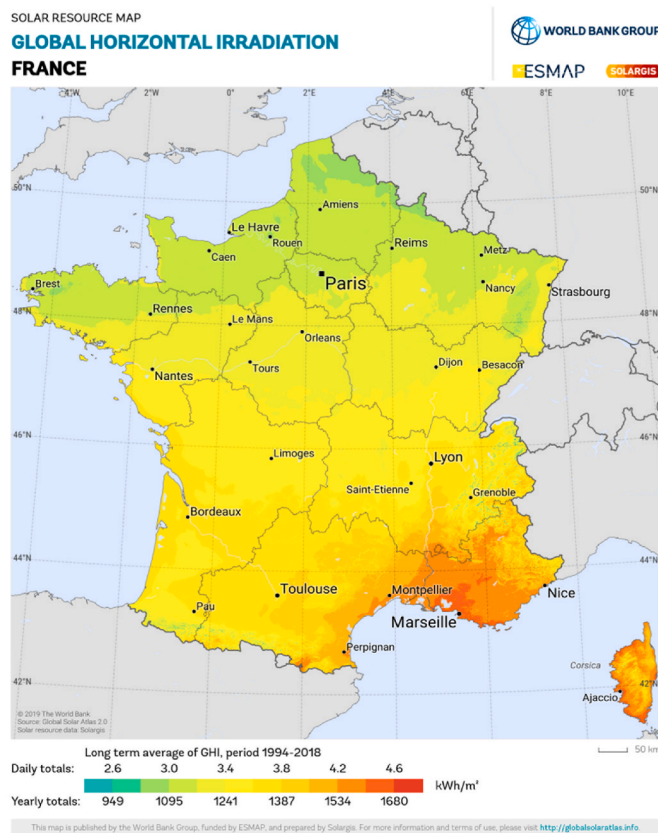 SOLAR RESOURCE MAP
GLOBAL HORIZONTAL IRRADIATION
FRANCE
WORLD BANK GROUP
ESMAP
SOLARGIS
4°W 2°W 0° 2°E 4°E 6°E 8°E 10°E
50°N
50°N
Amiens
Le Havre
Rouen
Caen
Reims
Metz
Paris
Brest
Nancy
Strasbourg
48°N
48°N
Rennes
Le Mans
Orleans
Nantes
Tours
Dijon
Besacon
46°N
46°N
Limoges
Lyon
Saint-Etienne
Grenoble
Bordeaux
44°N
44°N
Toulouse
Montpellier
Nice
Pau
Marseille
Perpignan
Corsica
42°N
42°N
Ajaccio
© 2019 The World Bank
Source: Global Solar Atlas 2.0
Solar resource data: Solargis
50 km
Long term average of GHI, period 1994-2018
Daily totals: 2.6 3.0 3.4 3.8 4.2 4.6
kWh/m²
Yearly totals: 949 1095 1241 1387 1534 1680
This map is published by the World Bank Group, funded by ESMAP, and prepared by Solargis. For more information and terms of use, please visit http://globalsolaratlas.info.